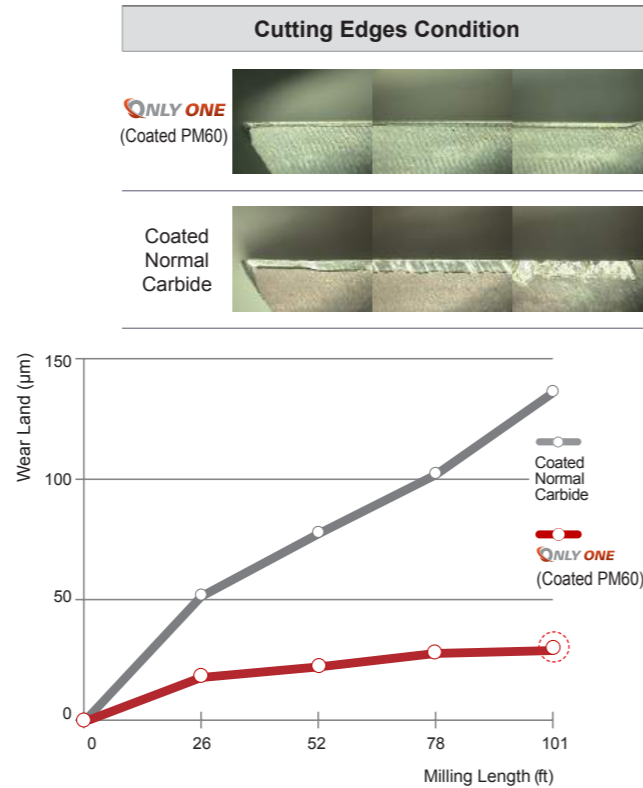 Cutting Edges Condition
ONLY ONE
(Coated PM60)
Coated
Normal
Carbide
150
100
50
0
Wear Land (μm)
Coated
Normal
Carbide
ONLY ONE
(Coated PM60)
0 26 52 78 101
Milling Length (ft)